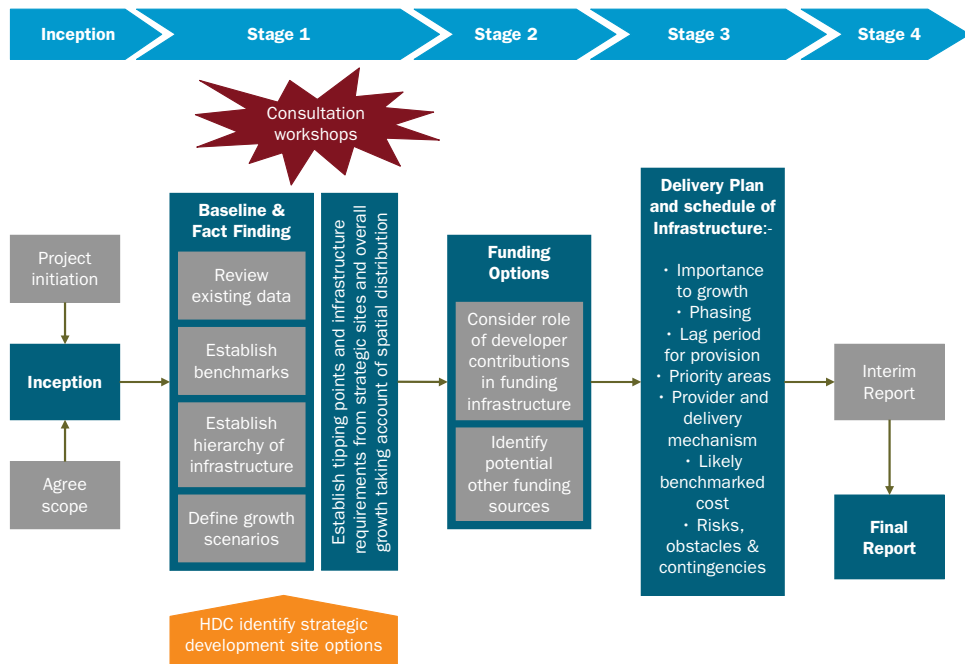 Inception
Stage 1
Stage 2
Stage 3
Stage 4
Consultation
workshops
Project
initiation
Inception
Agree
scope
Baseline &
Fact Finding
Review
existing data
Establish
benchmarks
Establish
hierarchy of
infrastructure
Define growth
scenarios
Establish tipping points and infrastructure
requirements from strategic sites and overall
growth taking account of spatial distribution
HDC identify strategic
development site options
Funding
Options
Consider role
of developer
contributions
in funding
infrastructure
Identify
potential
other funding
sources
Delivery Plan
and schedule of
Infrastructure:-
• Importance
to growth
• Phasing
• Lag period
for provision
• Priority areas
• Provider and
delivery
mechanism
• Likely
benchmarked
cost
• Risks,
obstacles &
contingencies
Interim
Report
Final
Report